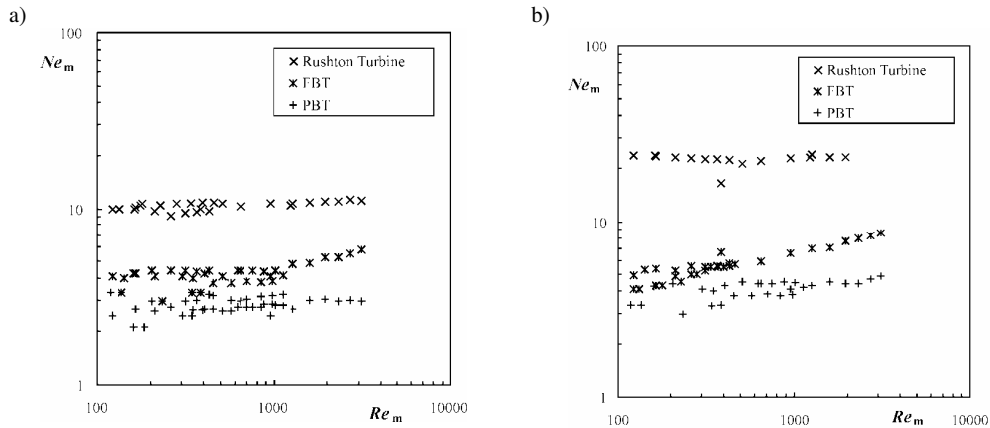 a)
100
Ne_m
× Rushton Turbine
ж FBT
+ PBT
10
1
100
1000
10000
Re_m
b)
100
Ne_m
× Rushton Turbine
ж FBT
+ PBT
10
1
100
1000
10000
Re_m